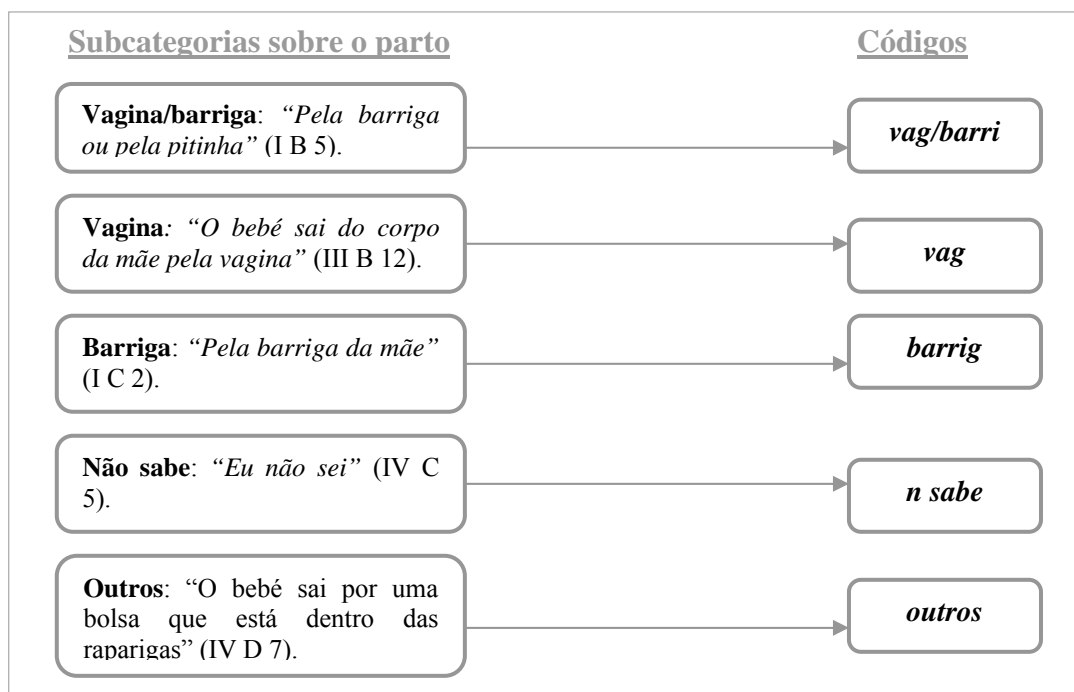 Subcategorias sobre o parto
Códigos
Vagina/barriga: “Pela barriga
ou pela pitinha” (I B 5).
vag/barri
Vagina: “O bebé sai do corpo
da mãe pela vagina” (III B 12).
vag
Barriga: “Pela barriga da mãe”
(I C 2).
barrig
Não sabe: “Eu não sei” (IV C
5).
n sabe
Outros: “O bebé sai por uma
bolsa que está dentro das
raparigas” (IV D 7).
outros